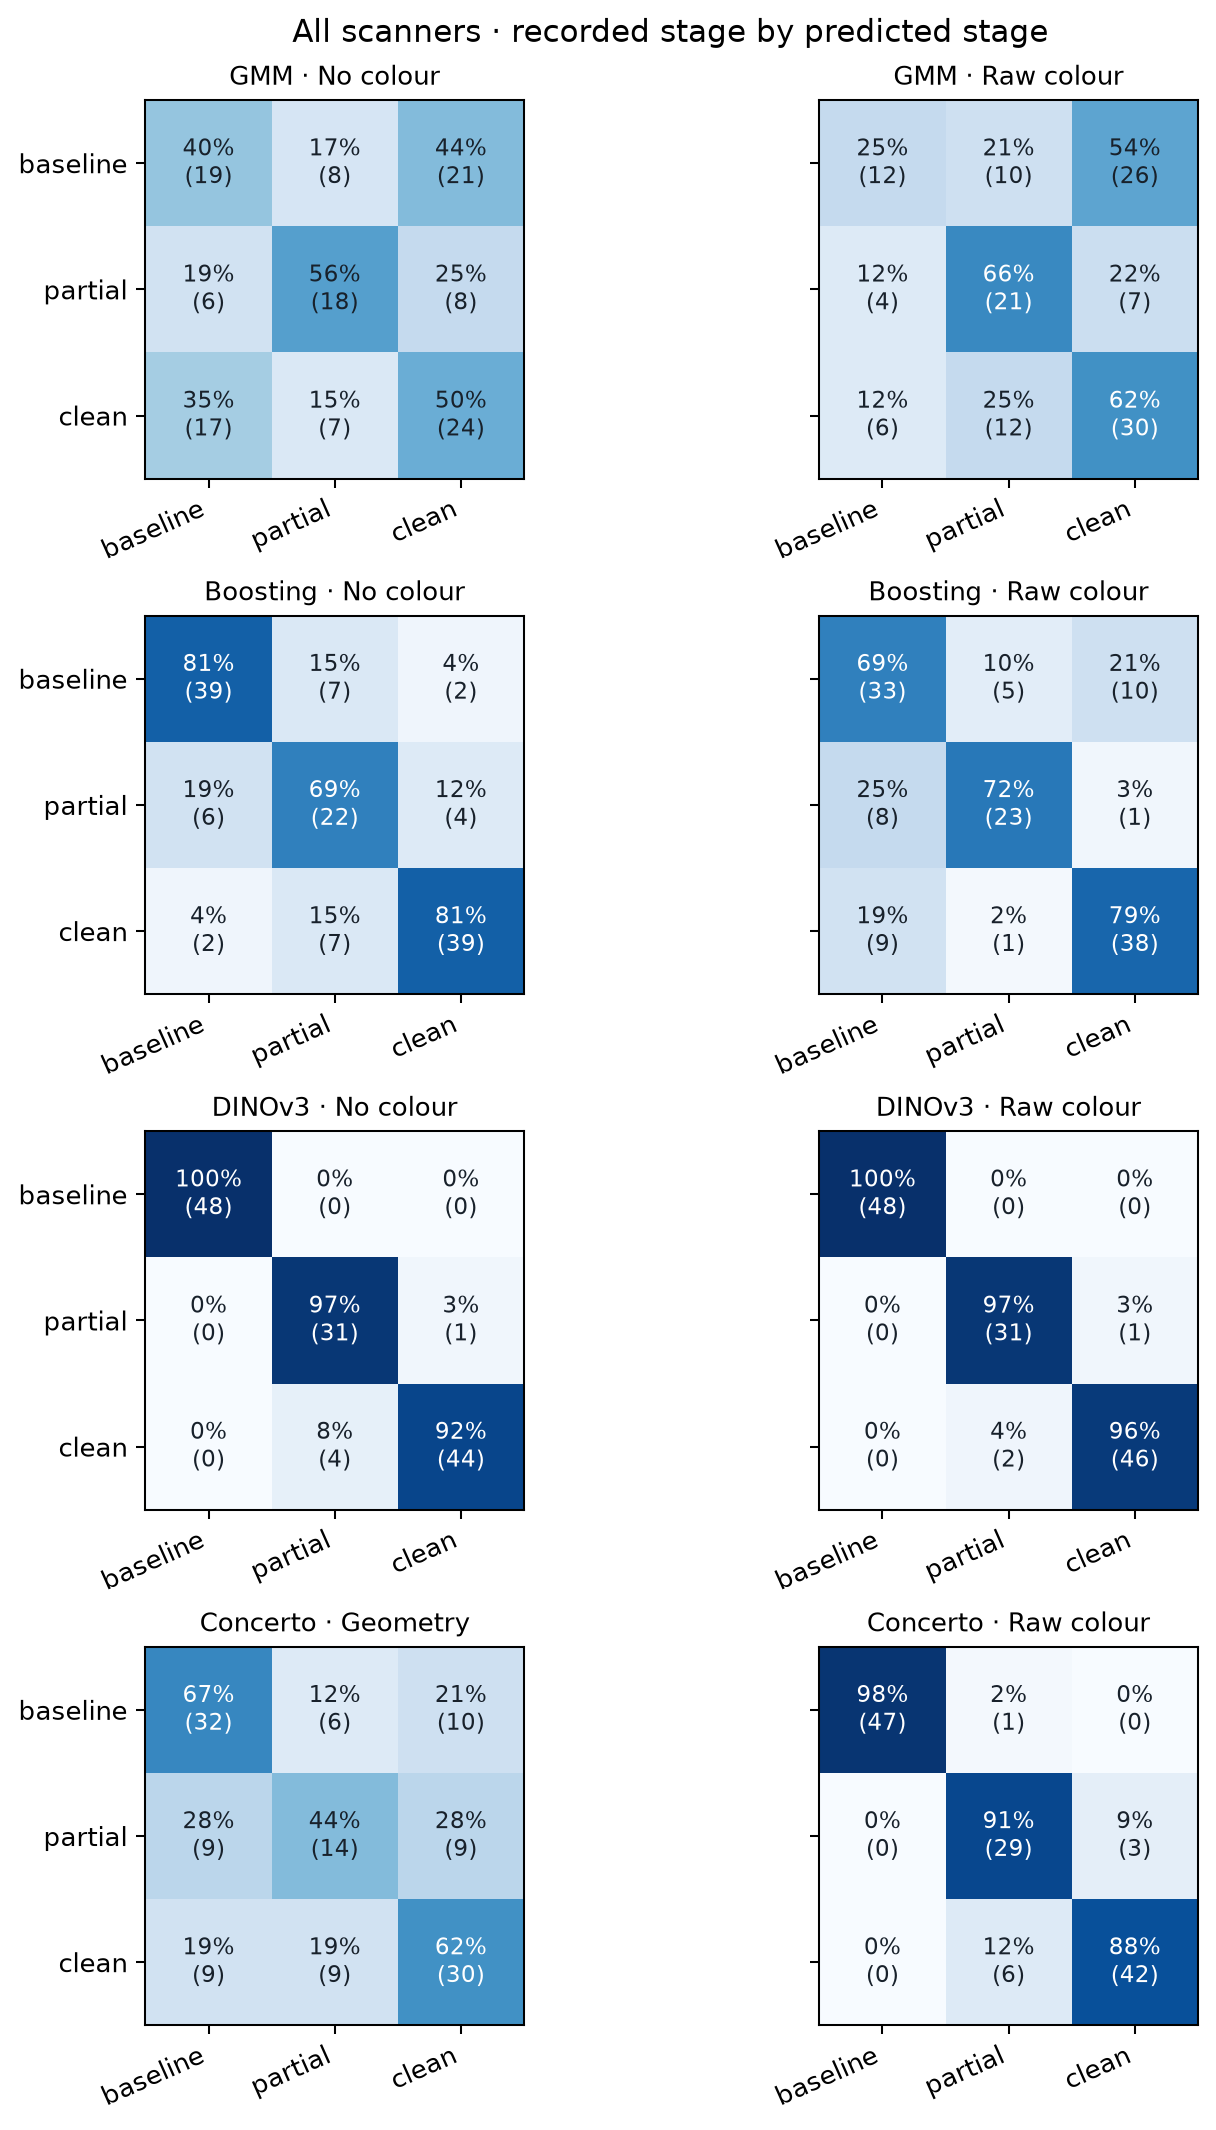 All scanners · recorded stage by predicted stage
GMM · No colour
GMM · Raw colour
baseline
40% 17% 44%
(19) (8) (21)
25% 21% 54%
(12) (10) (26)
partial
19% 56% 25%
(6) (18) (8)
12% 66% 22%
(4) (21) (7)
clean
35% 15% 50%
(17) (7) (24)
12% 25% 62%
(6) (12) (30)
baseline partial clean
baseline partial clean
Boosting · No colour
Boosting · Raw colour
baseline
81% 15% 4%
(39) (7) (2)
69% 10% 21%
(33) (5) (10)
partial
19% 69% 12%
(6) (22) (4)
25% 72% 3%
(8) (23) (1)
clean
4% 15% 81%
(2) (7) (39)
19% 2% 79%
(9) (1) (38)
baseline partial clean
baseline partial clean
DINOv3 · No colour
DINOv3 · Raw colour
baseline
100% 0% 0%
(48) (0) (0)
100% 0% 0%
(48) (0) (0)
partial
0% 97% 3%
(0) (31) (1)
0% 97% 3%
(0) (31) (1)
clean
0% 8% 92%
(0) (4) (44)
0% 4% 96%
(0) (2) (46)
baseline partial clean
baseline partial clean
Concerto · Geometry
Concerto · Raw colour
baseline
67% 12% 21%
(32) (6) (10)
98% 2% 0%
(47) (1) (0)
partial
28% 44% 28%
(9) (14) (9)
0% 91% 9%
(0) (29) (3)
clean
19% 19% 62%
(9) (9) (30)
0% 12% 88%
(0) (6) (42)
baseline partial clean
baseline partial clean